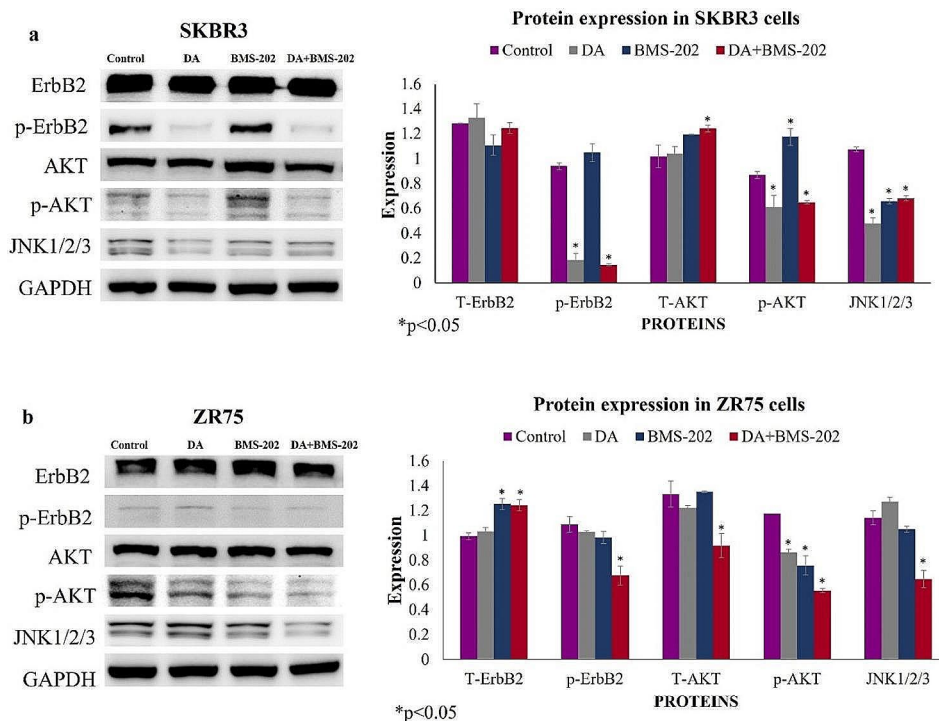 a
SKBR3
Control DA BMS-202 DA+BMS-202
ErbB2
p-ErbB2
AKT
p-AKT
JNK1/2/3
GAPDH
Protein expression in SKBR3 cells
Control DA BMS-202 DA+BMS-202
Expression
1.6
1.4
1.2
1
0.8
0.6
0.4
0.2
0
* * * * * * * * *
T-ErbB2 p-ErbB2 T-AKT p-AKT JNK1/2/3
*p<0.05
PROTEINS
b
ZR75
Control DA BMS-202 DA+BMS-202
ErbB2
p-ErbB2
AKT
p-AKT
JNK1/2/3
GAPDH
Protein expression in ZR75 cells
Control DA BMS-202 DA+BMS-202
Expression
1.6
1.4
1.2
1
0.8
0.6
0.4
0.2
0
* * * * * * * *
T-ErbB2 p-ErbB2 T-AKT p-AKT JNK1/2/3
PROTEINS
*p<0.05